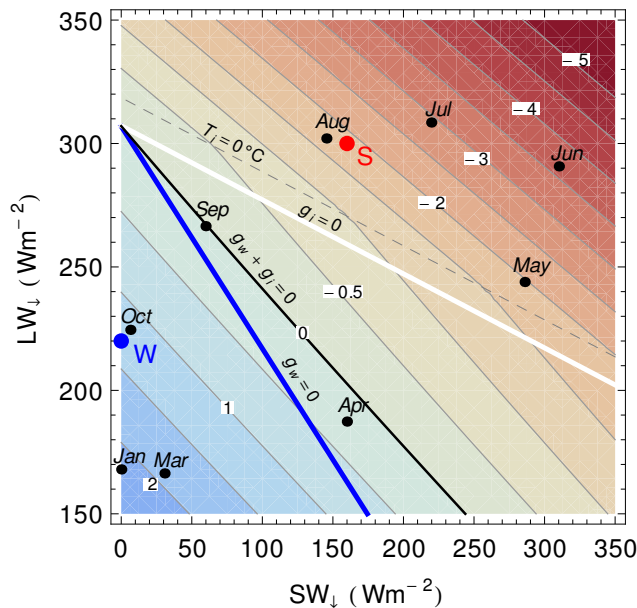 350
300
250
200
150
LW↓ ( Wm−2 )
− 5
− 4
Jul
Aug
S
− 3
Jun
Ti = 0 °C
− 2
gi = 0
Sep
gw + gi = 0
May
− 0.5
Oct
W
0
gw = 0
1
Apr
Jan
Mar
2
0 50 100 150 200 250 300 350
SW↓ ( Wm−2 )